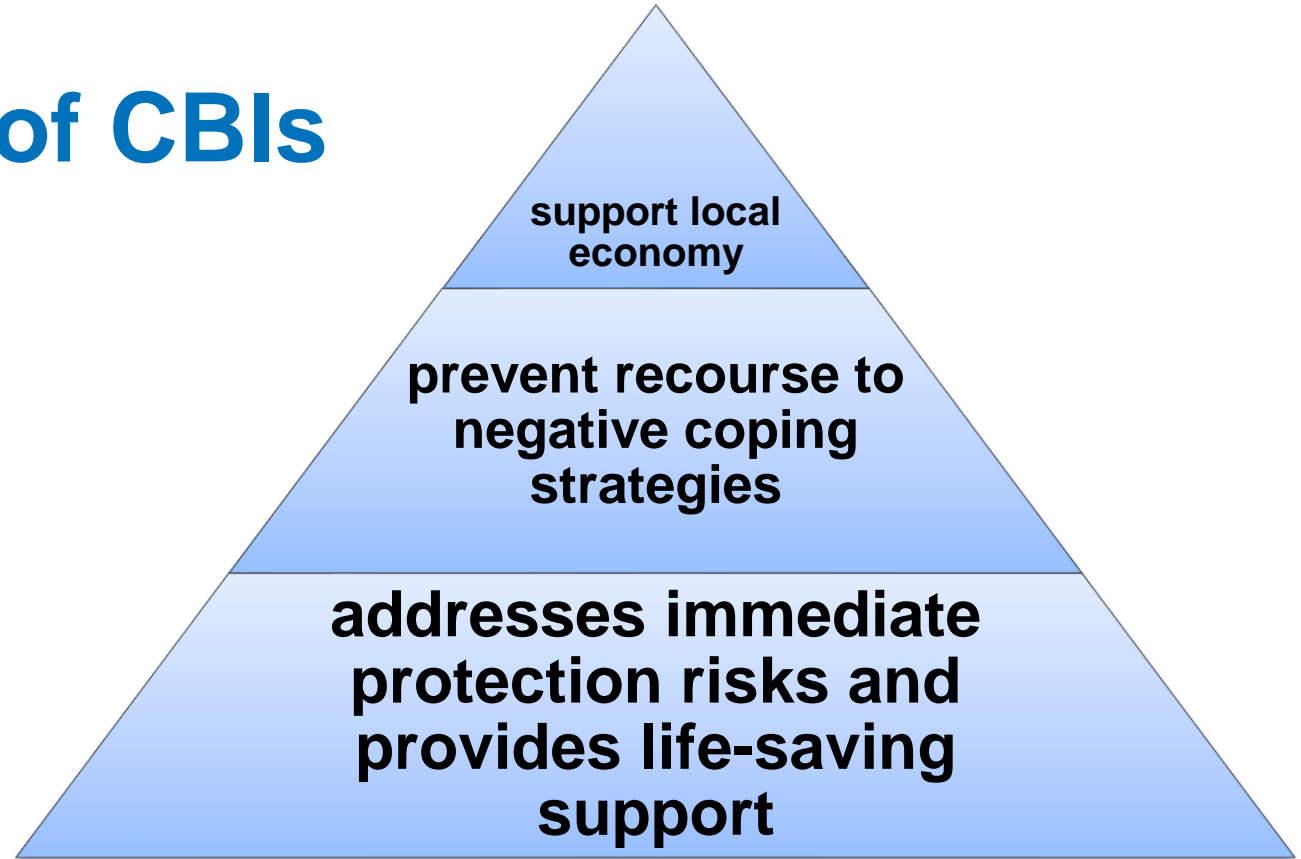 of CBIs
support local
economy
prevent recourse to
negative coping
strategies
addresses immediate
protection risks and
provides life-saving
support